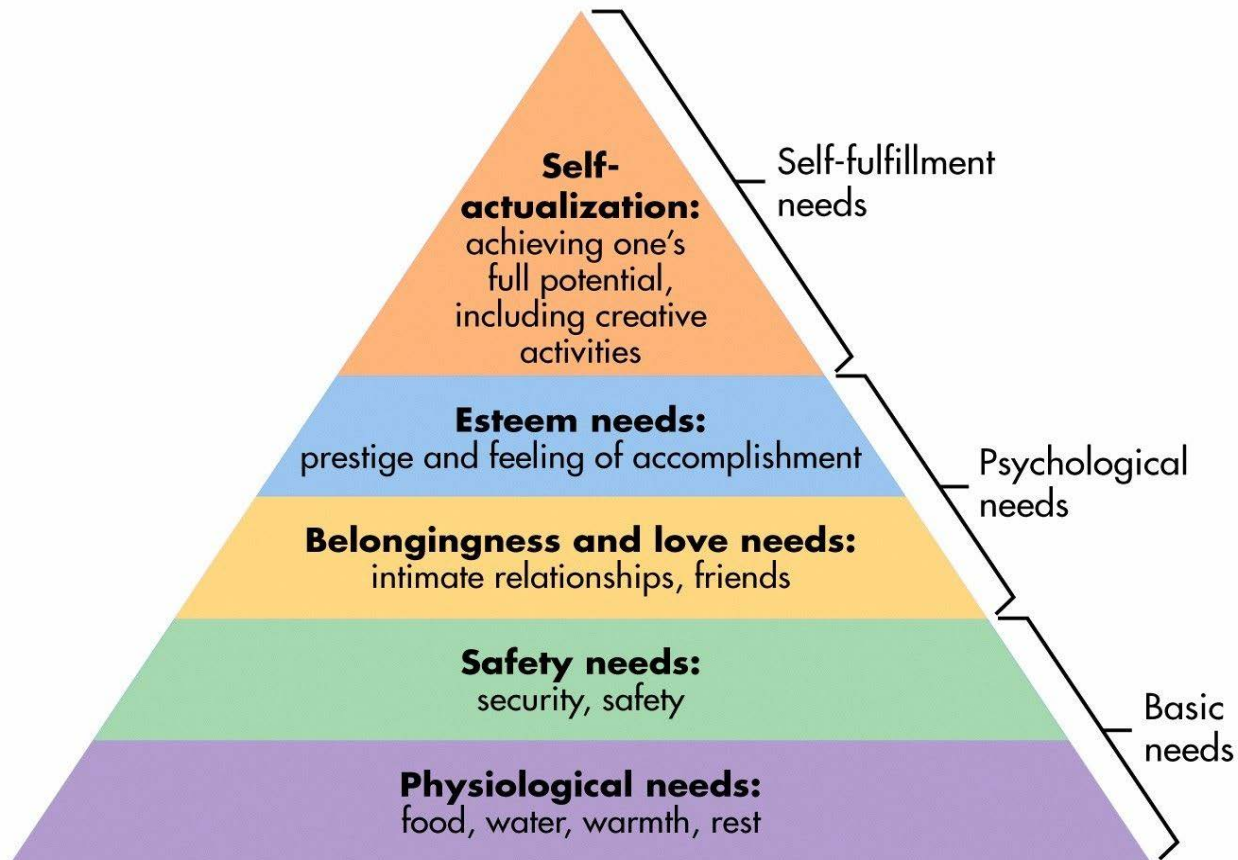 Self-
actualization:
achieving one's
full potential,
including creative
activities
Self-fulfillment
needs
Esteem needs:
prestige and feeling of accomplishment
Psychological
needs
Belongingness and love needs:
intimate relationships, friends
Safety needs:
security, safety
Basic
needs
Physiological needs:
food, water, warmth, rest